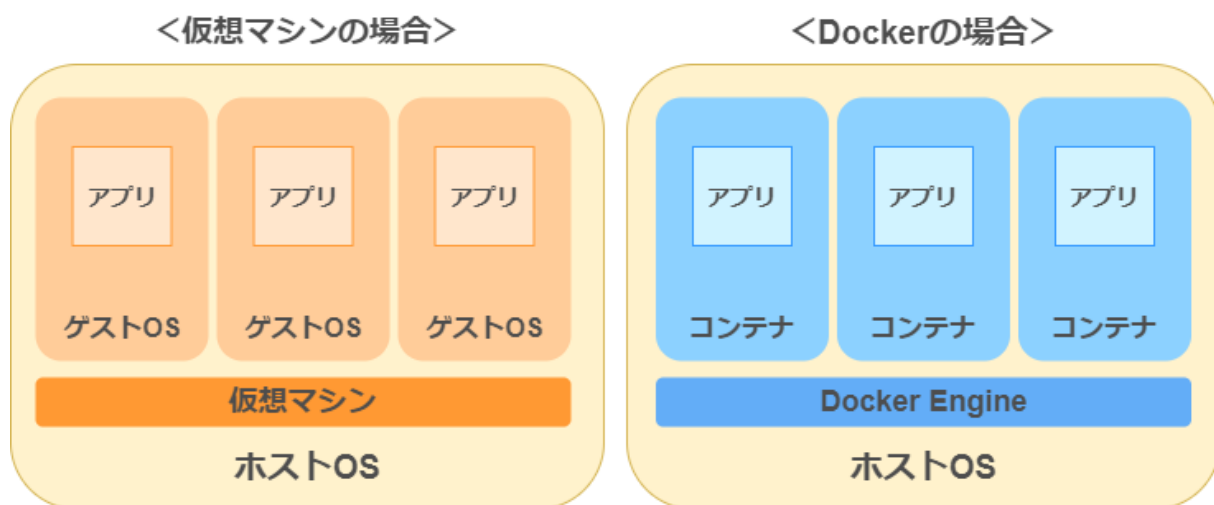 <仮想マシンの場合>
アプリ
アプリ
アプリ
ゲストOS
ゲストOS
ゲストOS
仮想マシン
ホストOS
<Dockerの場合>
アプリ
アプリ
アプリ
コンテナ
コンテナ
コンテナ
Docker Engine
ホストOS